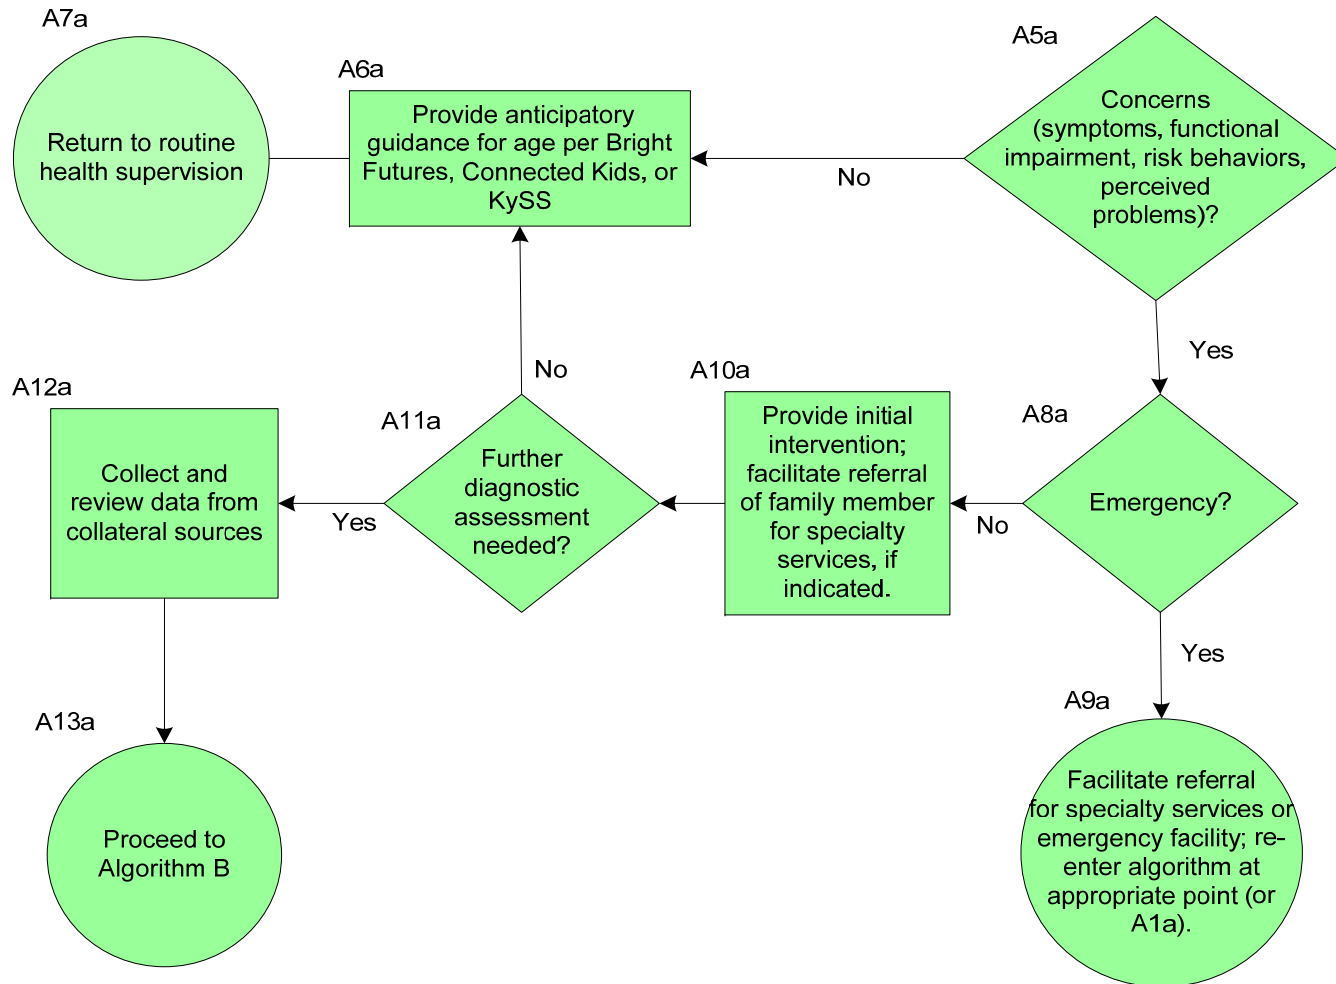 A7a
Return to routine
health supervision
A6a
Provide anticipatory
guidance for age per Bright
Futures, Connected Kids, or
KySS
No
A5a
Concerns
(symptoms, functional
impairment, risk behaviors,
perceived
problems)?
Yes
A12a
Collect and
review data from
collateral sources
Yes
A11a
No
Further
diagnostic
assessment
needed?
A10a
Provide initial
intervention;
facilitate referral
of family member
for specialty
services, if
indicated.
No
A8a
Emergency?
Yes
A13a
Proceed to
Algorithm B
A9a
Facilitate referral
for specialty services or
emergency facility; re-
enter algorithm at
appropriate point (or
A1a).